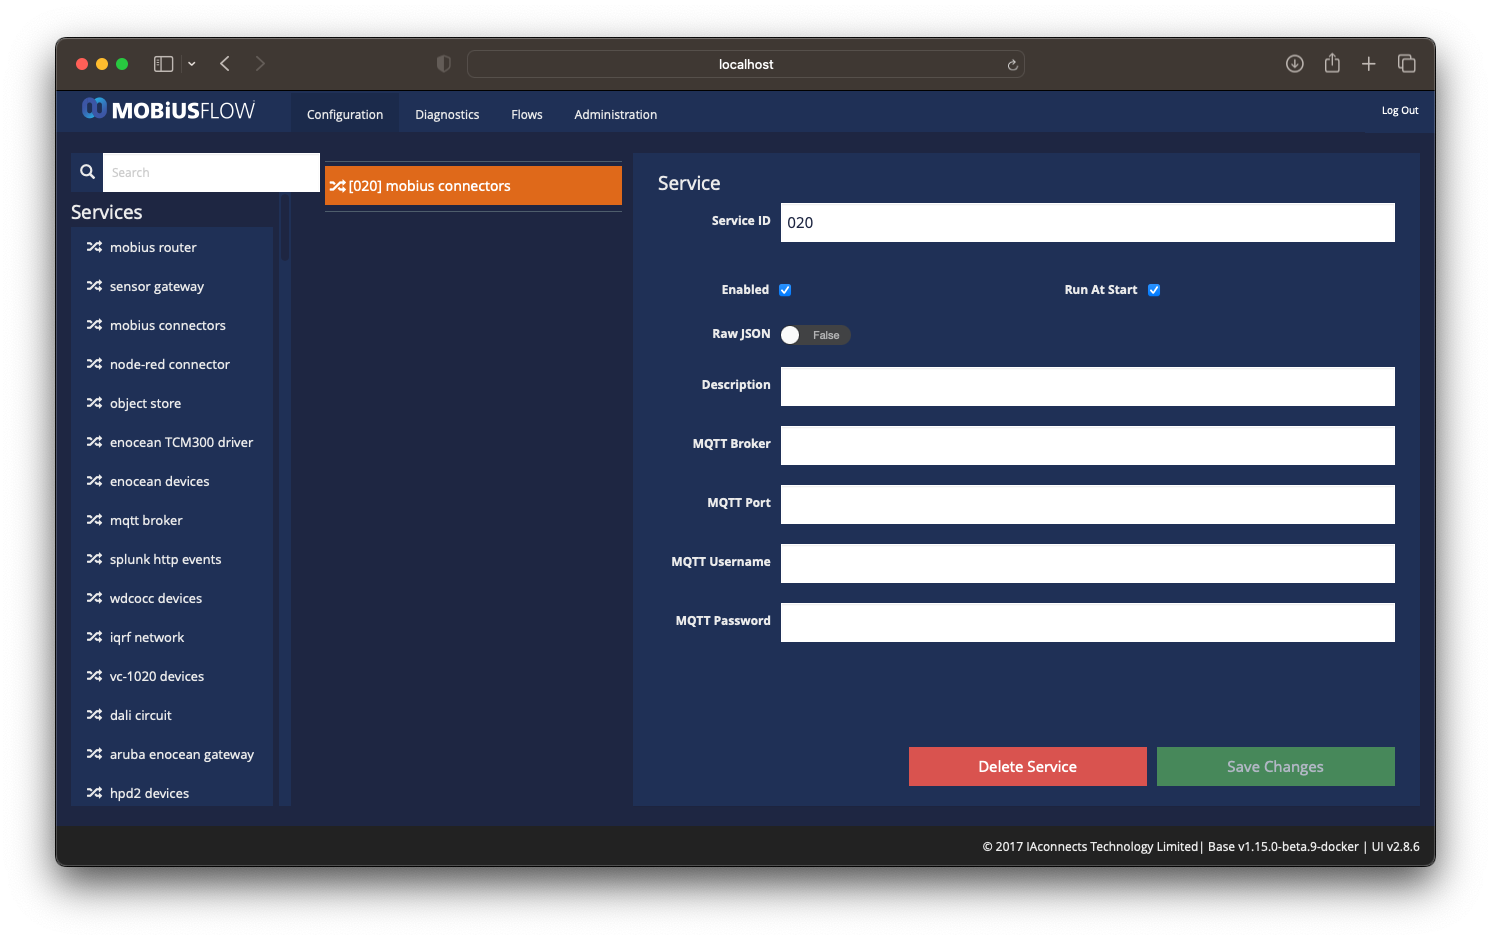 localhost
MOBiUSFLOW
Configuration
Diagnostics
Flows
Administration
Log Out
Search
Services
mobius router
sensor gateway
mobius connectors
node-red connector
object store
enocean TCM300 driver
enocean devices
mqtt broker
splunk http events
wdcocc devices
iqrf network
vc-1020 devices
dali circuit
aruba enocean gateway
hpd2 devices
[020] mobius connectors
Service
Service ID 020
Enabled
Run At Start
Raw JSON False
Description
MQTT Broker
MQTT Port
MQTT Username
MQTT Password
Delete Service
Save Changes
© 2017 IAconnects Technology Limited| Base v1.15.0-beta.9-docker | UI v2.8.6